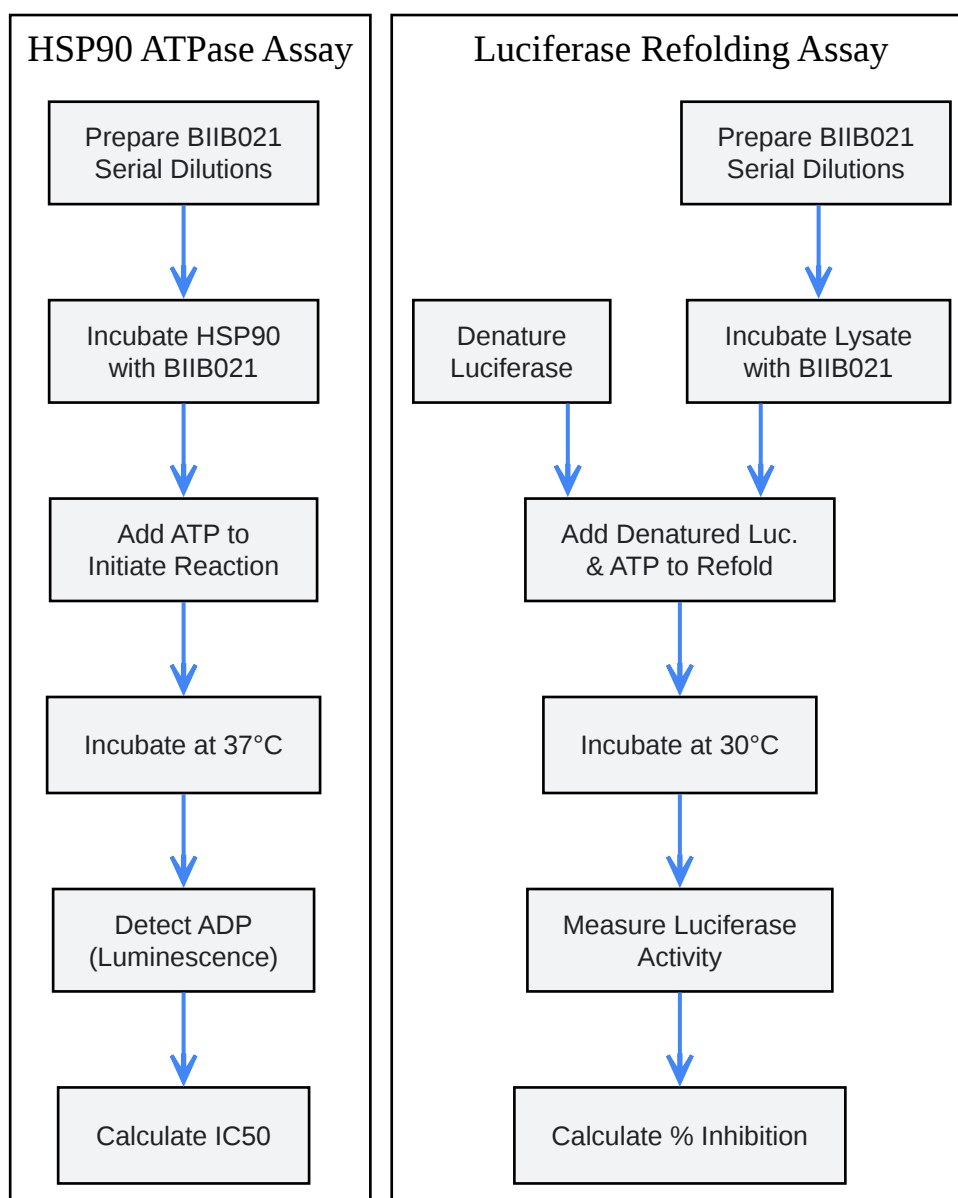 HSP90 ATPase Assay
Prepare BIIB021
Serial Dilutions
Incubate HSP90
with BIIB021
Add ATP to
Initiate Reaction
Incubate at 37°C
Detect ADP
(Luminescence)
Calculate IC50
Luciferase Refolding Assay
Prepare BIIB021
Serial Dilutions
Denature
Luciferase
Incubate Lysate
with BIIB021
Add Denatured Luc.
& ATP to Refold
Incubate at 30°C
Measure Luciferase
Activity
Calculate % Inhibition